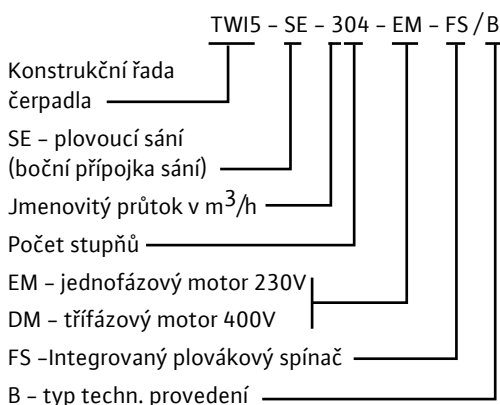 TWI5 – SE – 304 – EM – FS / B
Konstrukční řada
čerpadla
SE – plovoucí sání
(boční přípojka sání)
Jmenovitý průtok v m³/h
Počet stupňů
EM – jednofázový motor 230V
DM – třífázový motor 400V
FS –Integrovaný plovákový spínač
B – typ techn. provedení